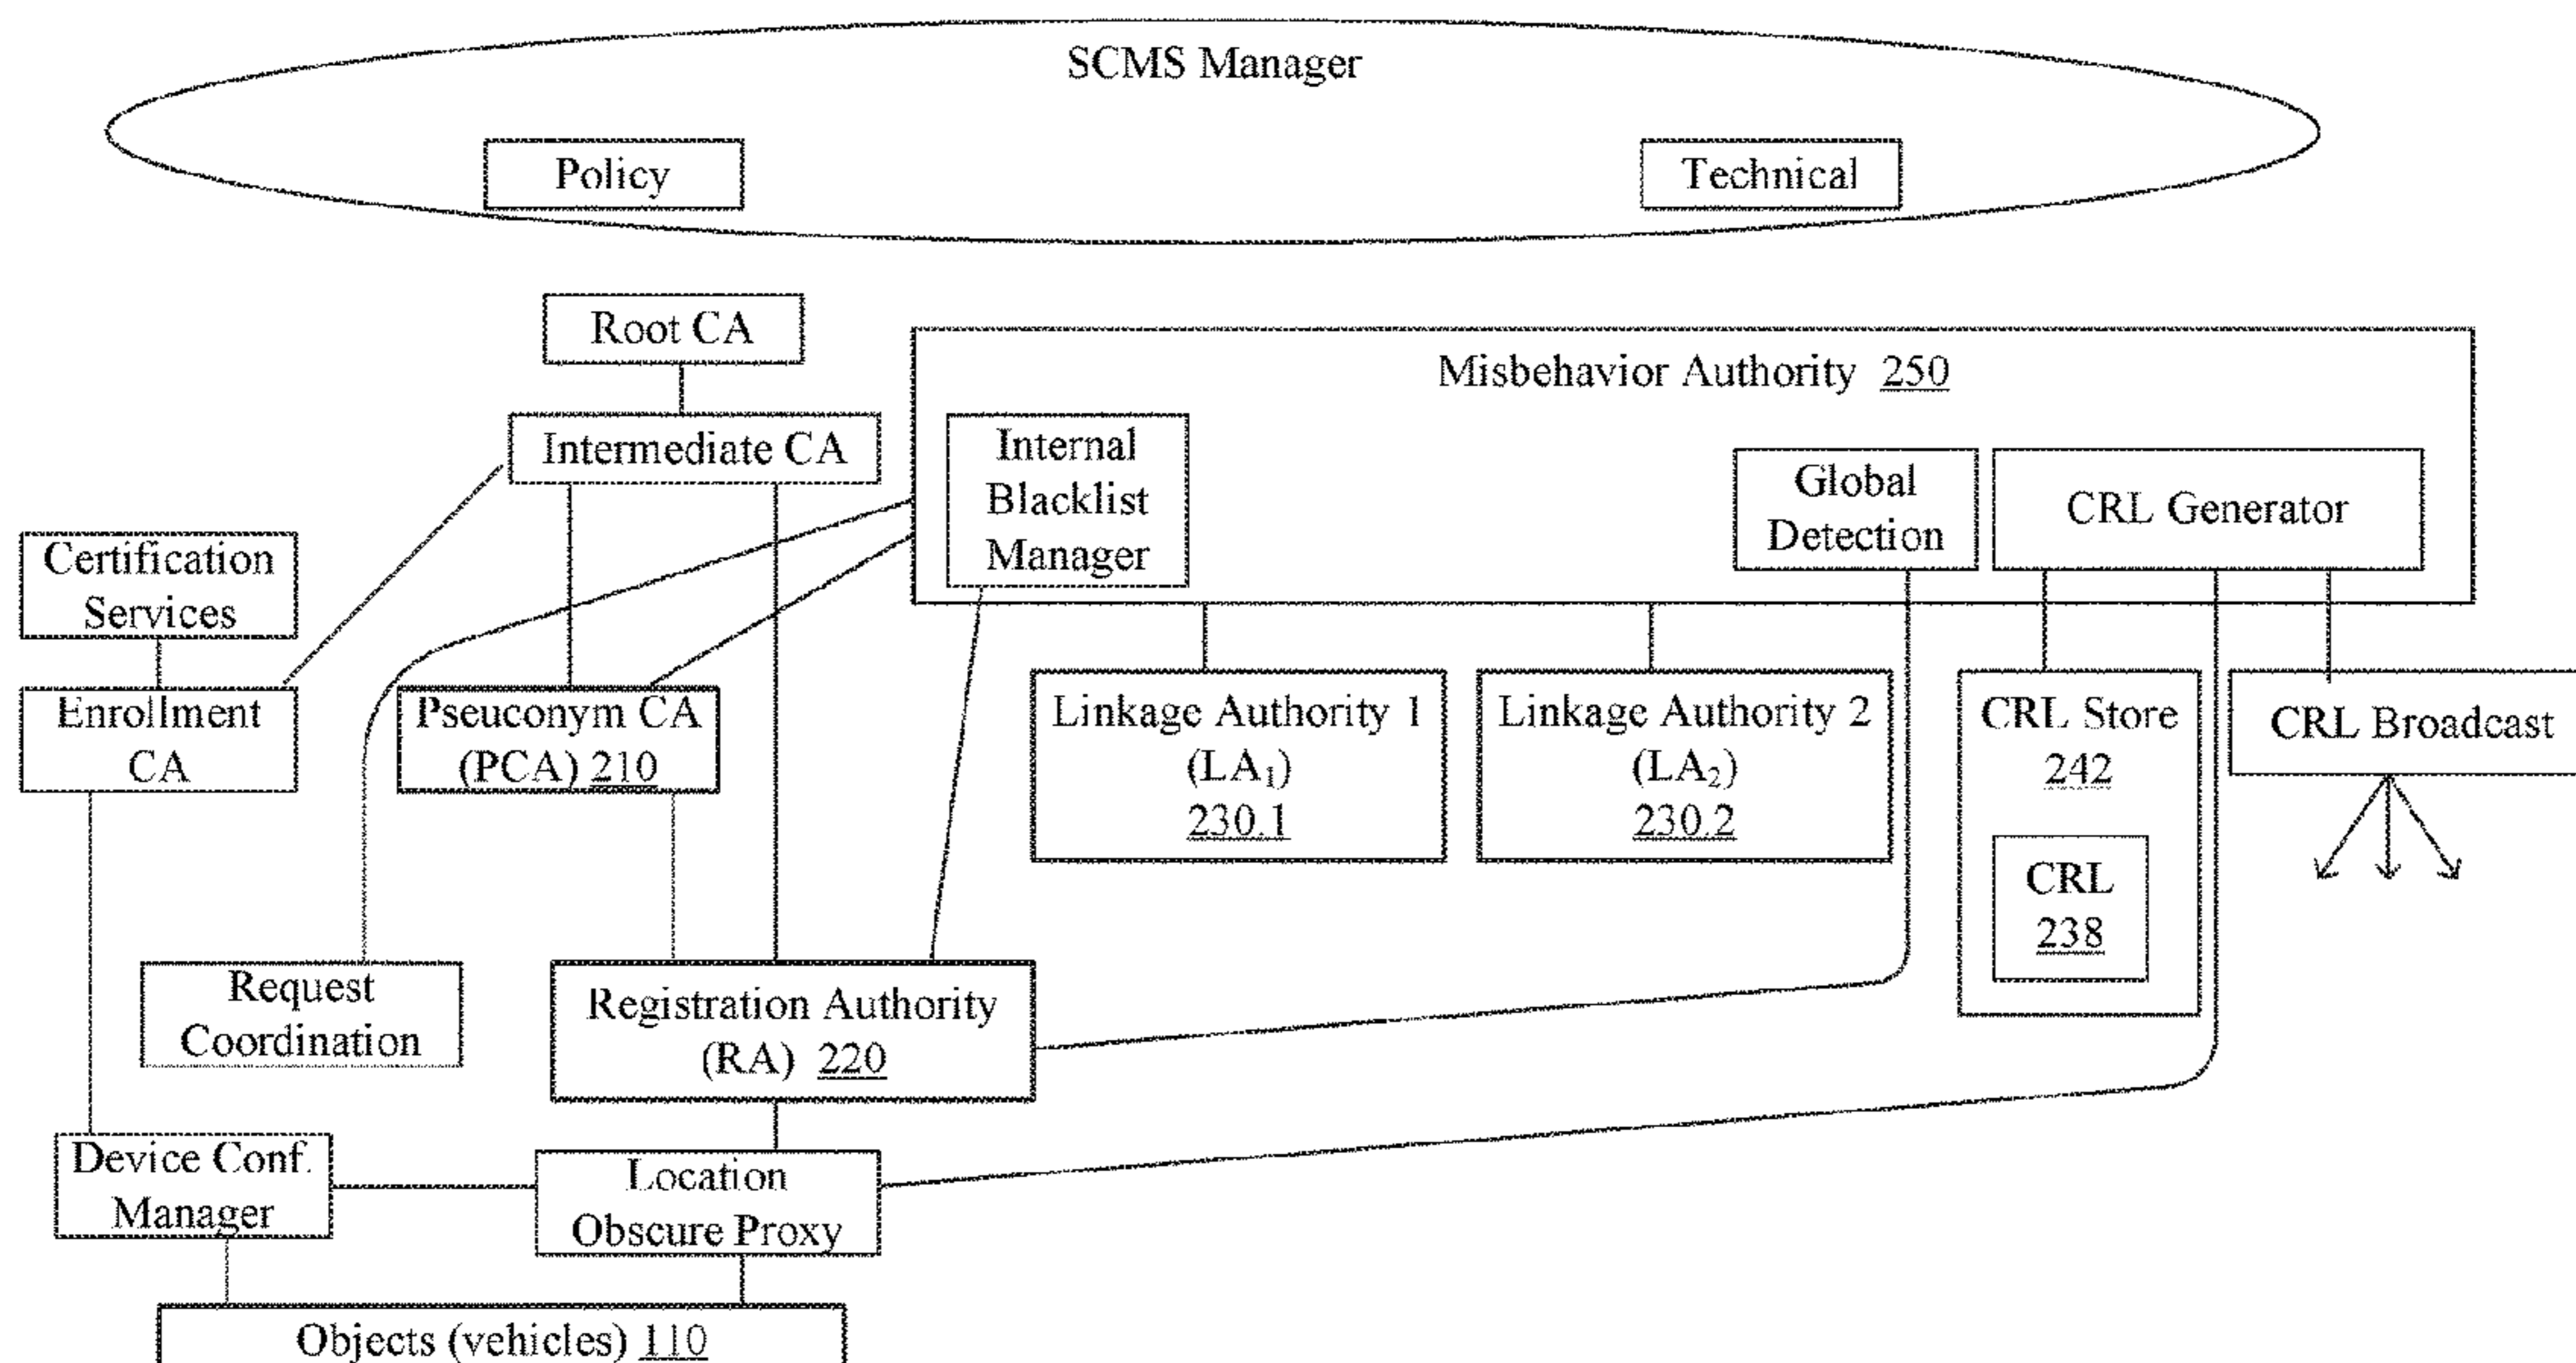 SCMS Manager
Policy
Technical
Root CA
Misbehavior Authority 250
Intermediate CA
Internal
Blacklist
Manager
Global
Detection
CRL Generator
Certification
Services
Enrollment
CA
Pseuconym CA
(PCA) 210
Linkage Authority 1
(LA₁)
230.1
Linkage Authority 2
(LA₂)
230.2
CRL Store
242
CRL
238
CRL Broadcast
Request
Coordination
Registration Authority
(RA) 220
Device Conf.
Manager
Location
Obscure Proxy
Objects (vehicles) 110